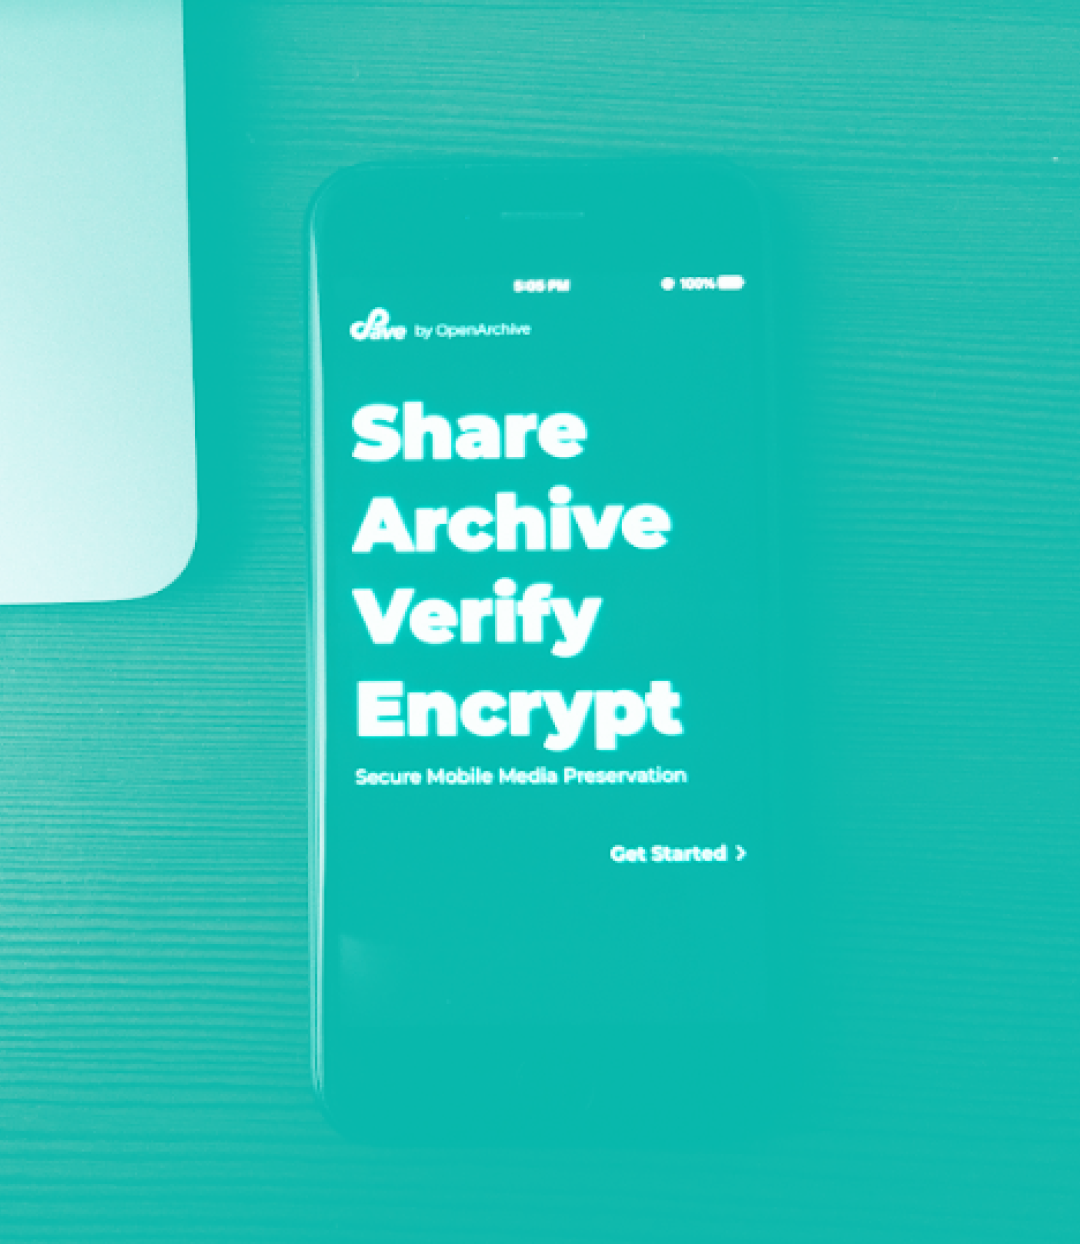 5:05 PM
100%
Save by OpenArchive
Share
Archive
Verify
Encrypt
Secure Mobile Media Preservation
Get Started